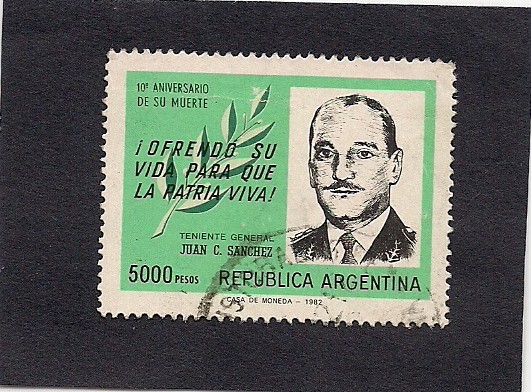 10º ANIVERSARIO
DE SU MUERTE
¡OFRENDÓ SU
VIDA PARA QUE
LA PATRIA VIVA!
TENIENTE GENERAL
JUAN C. SANCHEZ
5000 PESOS REPUBLICA ARGENTINA
CASA DE MONEDA - 1982